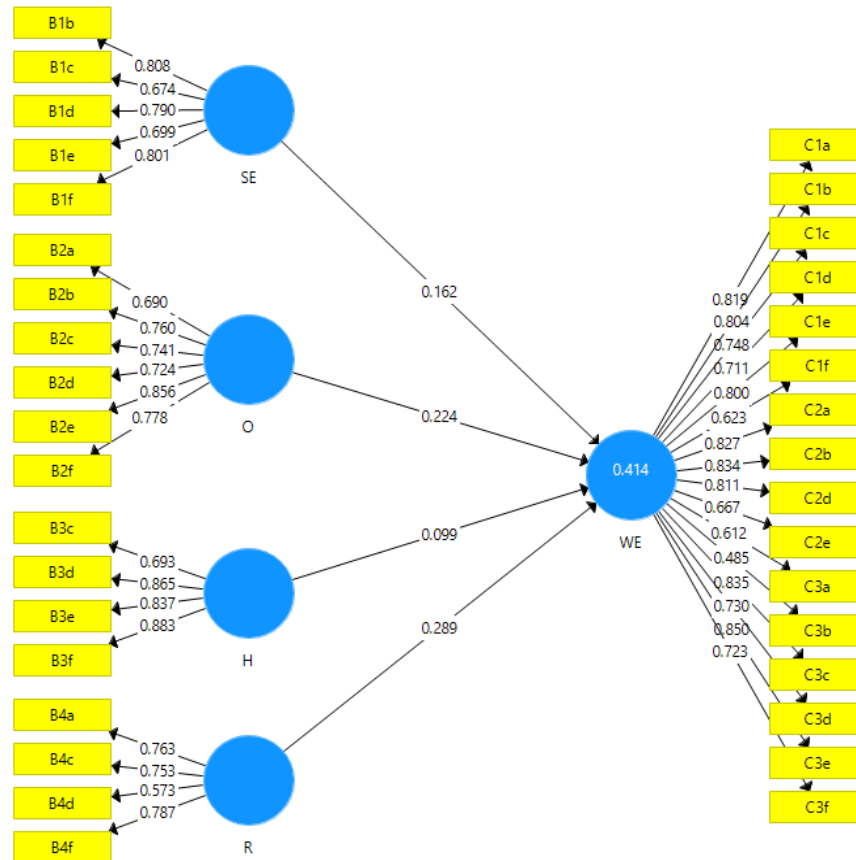 B1b
B1c
B1d
B1e
B1f
0.808
0.674
0.790
0.699
0.801
SE
B2a
B2b
B2c
B2d
B2e
B2f
0.690
0.760
0.741
0.724
0.856
0.778
O
B3c
B3d
B3e
B3f
0.693
0.865
0.837
0.883
H
B4a
B4c
B4d
B4f
0.763
0.753
0.573
0.787
R
0.162
0.224
0.099
0.289
0.414
WE
0.819
0.804
0.748
0.711
0.800
0.623
0.827
0.834
0.811
0.667
0.612
0.485
0.835
0.730
0.850
0.723
C1a
C1b
C1c
C1d
C1e
C1f
C2a
C2b
C2d
C2e
C3a
C3b
C3c
C3d
C3e
C3f